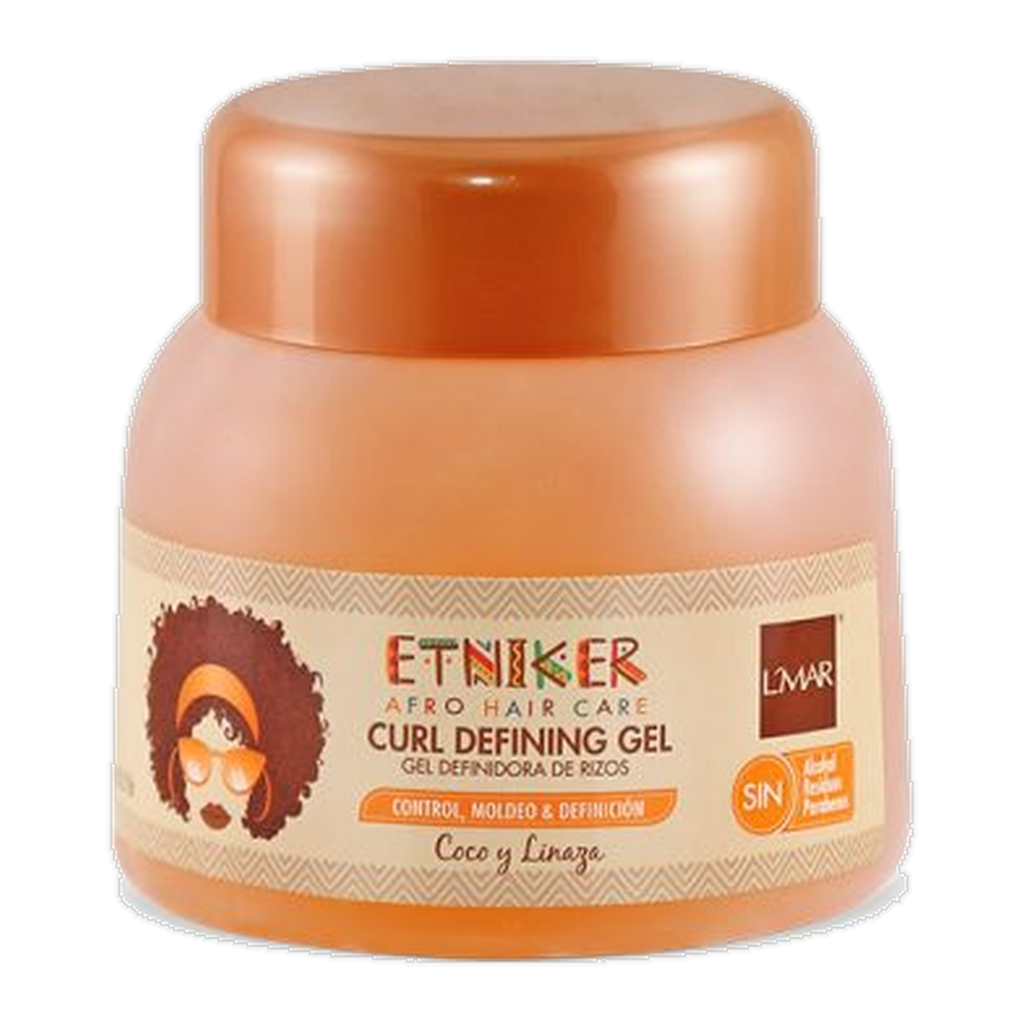 ETNIKER
AFRO HAIR CARE
CURL DEFINING GEL
GEL DEFINIDORA DE RIZOS
CONTROL, MOLDEO & DEFINICIÓN
Coco y Linaza
L'MAR
SIN
Alcohol
Residuos
Parabenos